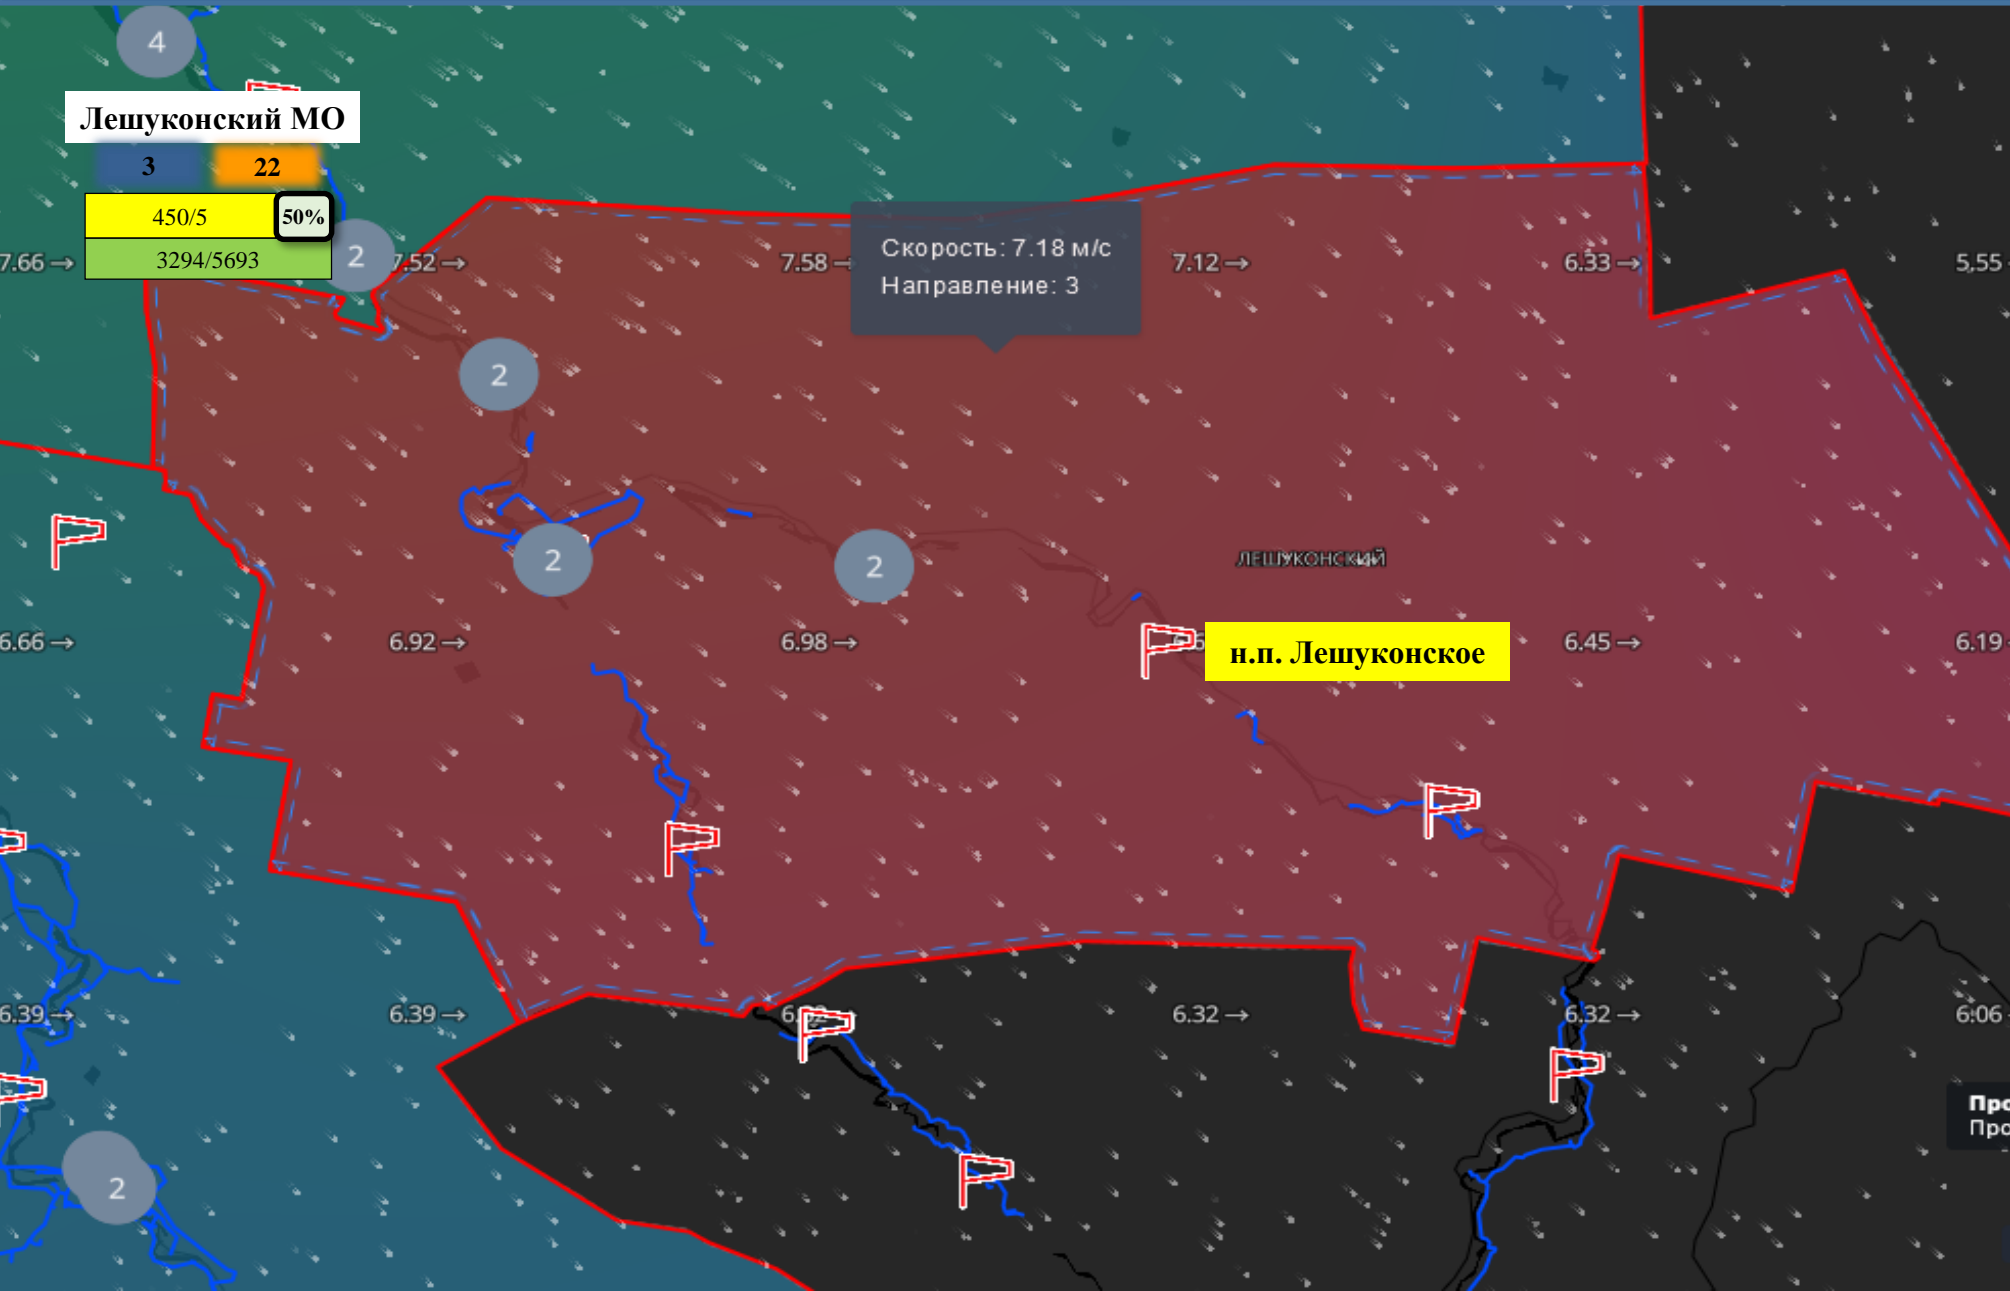 4
Лешуконский МО
3 22
450/5 50%
3294/5693
2
7.66 → 7.52 → 7.58 → 7.12 → 6.33 → 5.55
Скорость: 7.18 м/с
Направление: 3
2
2
2
ЛЕШУКОНСКИЙ
6.66 → 6.92 → 6.98 → 6.45 → 6.19
н.п. Лешуконское
6.39 → 6.39 → 6.32 → 6.32 → 6.06
2